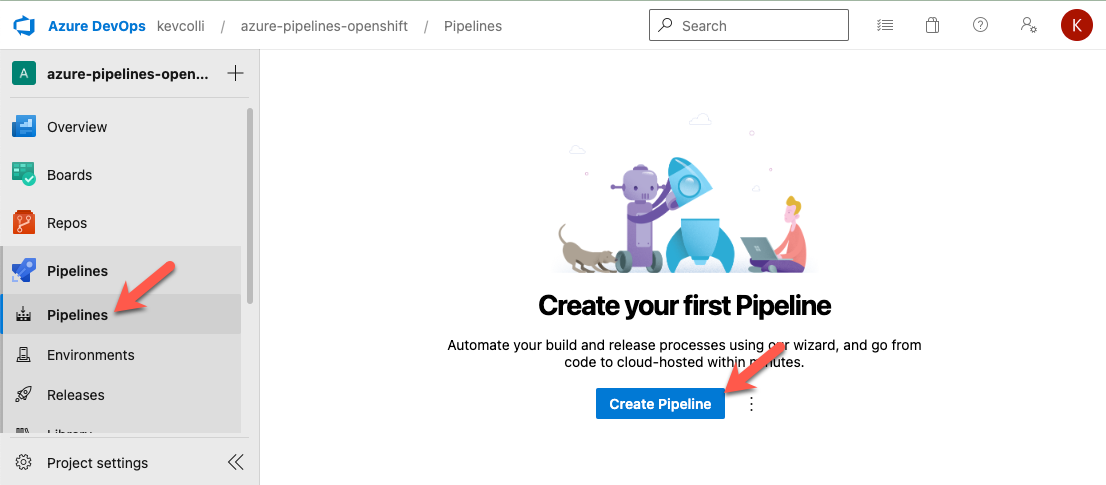 Azure DevOps kevcolli / azure-pipelines-openshift / Pipelines
Search
K
A azure-pipelines-open...
Overview
Boards
Repos
Pipelines
Pipelines
Environments
Releases
Library
Project settings
Create your first Pipeline
Automate your build and release processes using our wizard, and go from
code to cloud-hosted within minutes.
Create Pipeline